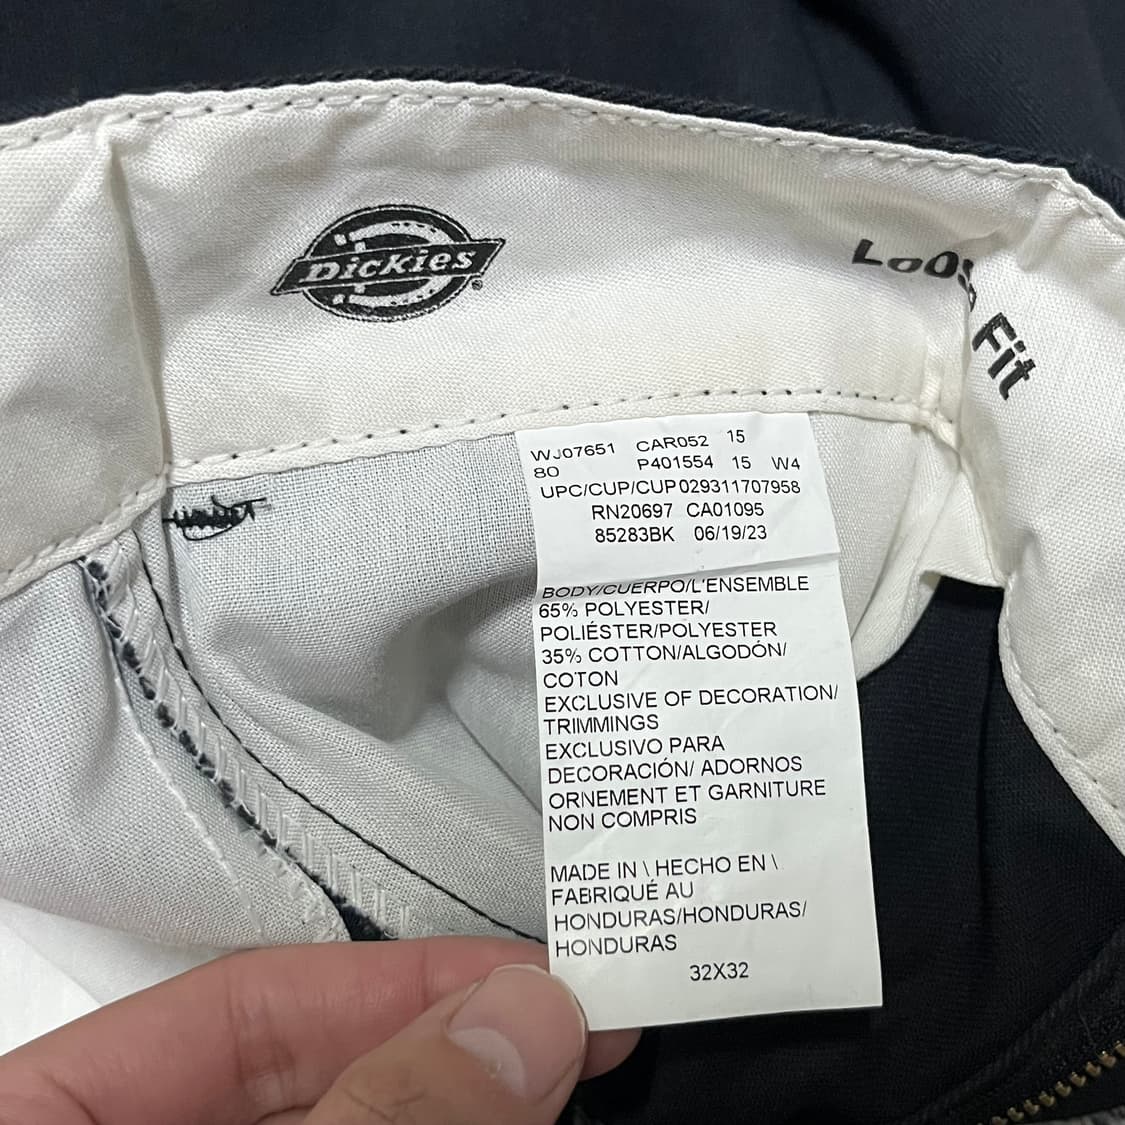 Dickies®
Loose Fit
WJ07651 CAR052 15
80 P401554 15 W4
UPC/CUP/CUP 029311707958
RN20697 CA01095
85283BK 06/19/23
BODY/CUERPO/L'ENSEMBLE
65% POLYESTER/
POLIÉSTER/POLYESTER
35% COTTON/ALGODÓN/
COTON
EXCLUSIVE OF DECORATION/
TRIMMINGS
EXCLUSIVO PARA
DECORACIÓN/ ADORNOS
ORNEMENT ET GARNITURE
NON COMPRIS
MADE IN \ HECHO EN \
FABRIQUÉ AU
HONDURAS/HONDURAS/
HONDURAS
32X32